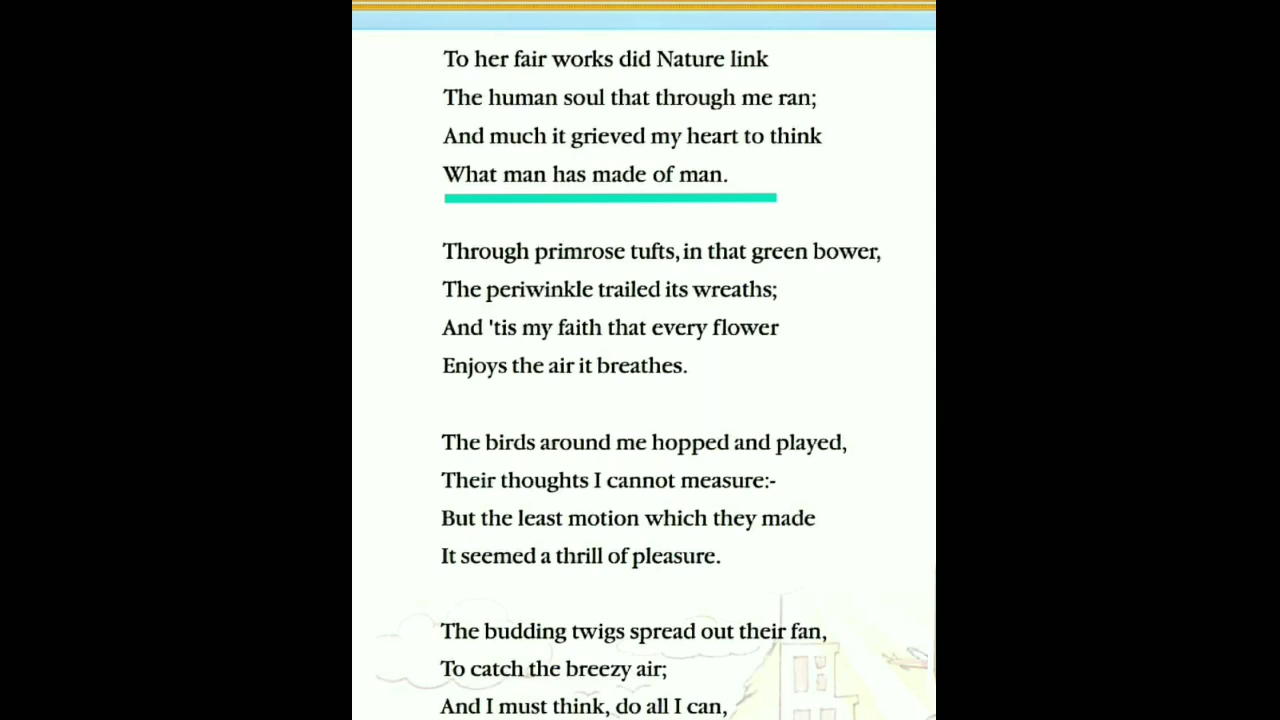 To her fair works did Nature link
The human soul that through me ran;
And much it grieved my heart to think
What man has made of man.
Through primrose tufts, in that green bower,
The periwinkle trailed its wreaths;
And 'tis my faith that every flower
Enjoys the air it breathes.
The birds around me hopped and played,
Their thoughts I cannot measure:-
But the least motion which they made
It seemed a thrill of pleasure.
The budding twigs spread out their fan,
To catch the breezy air;
And I must think, do all I can,